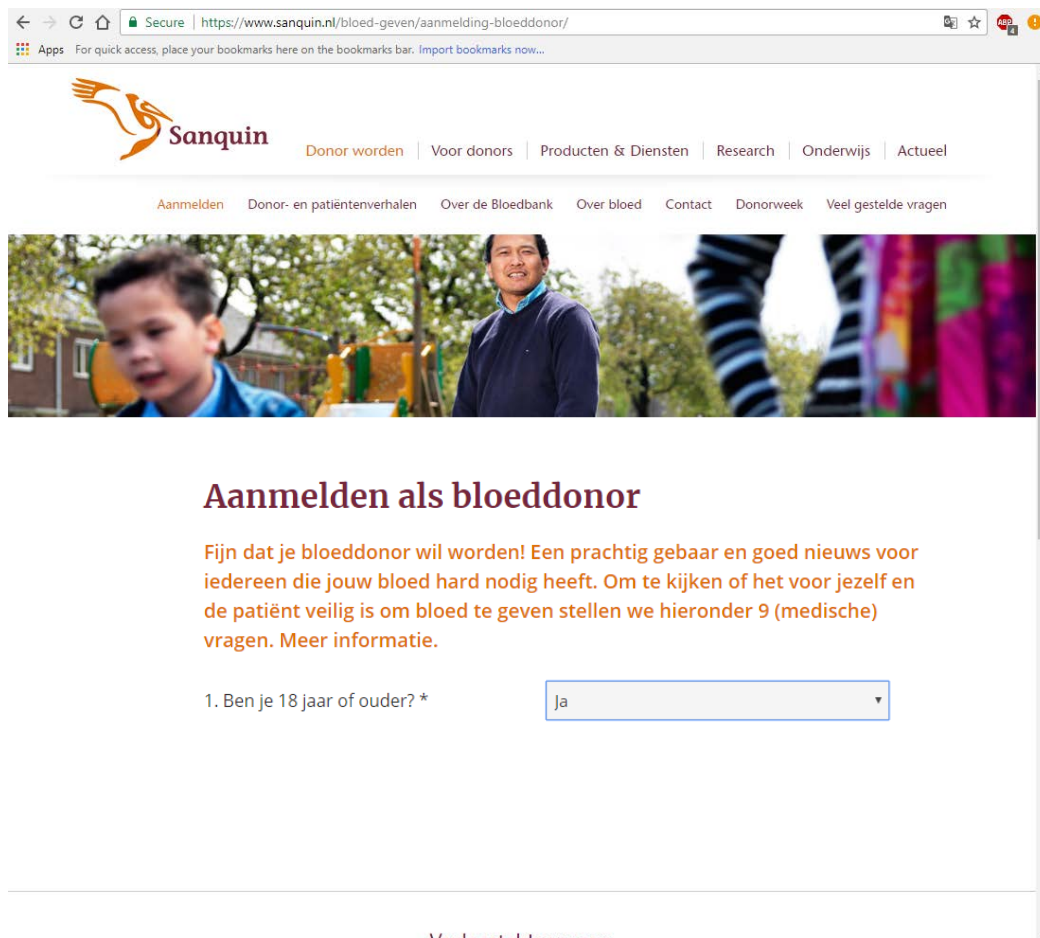 Secure | https://www.sanquin.nl/bloed-geven/aanmelding-bloeddonor/
ABP
4
Apps For quick access, place your bookmarks here on the bookmarks bar. Import bookmarks now...
Sanquin
Donor worden | Voor donors | Producten & Diensten | Research | Onderwijs | Actueel
Aanmelden Donor- en patiëntenverhalen Over de Bloedbank Over bloed Contact Donorweek Veel gestelde vragen
Aanmelden als bloeddonor
Fijn dat je bloeddonor wil worden! Een prachtig gebaar en goed nieuws voor
iedereen die jouw bloed hard nodig heeft. Om te kijken of het voor jezelf en
de patiënt veilig is om bloed te geven stellen we hieronder 9 (medische)
vragen. Meer informatie.
1. Ben je 18 jaar of ouder? * Ja